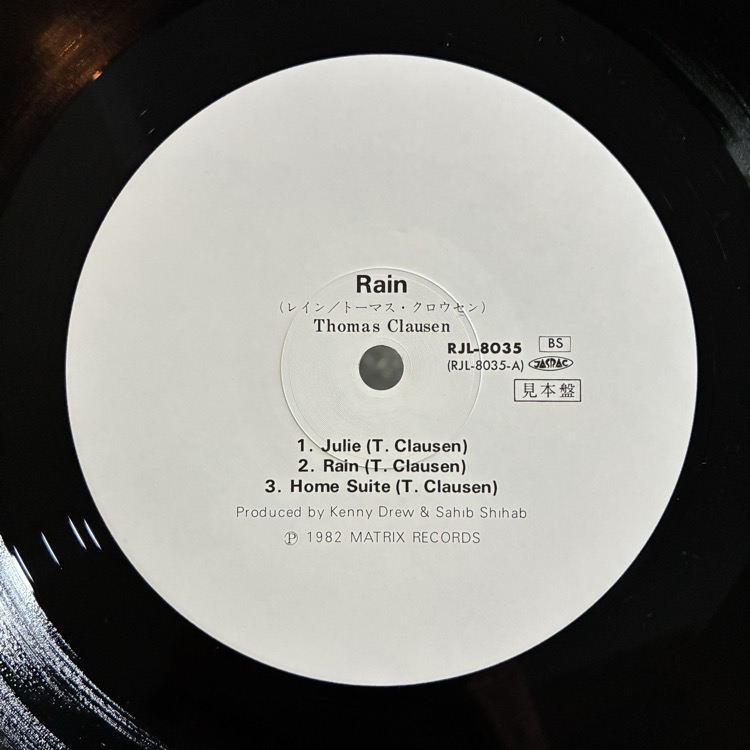 Rain
(レイン/トーマス・クロウセン)
Thomas Clausen
RJL-8035 BS
(RJL-8035-A) JASRAC
見本盤
1. Julie (T. Clausen)
2. Rain (T. Clausen)
3. Home Suite (T. Clausen)
Produced by Kenny Drew & Sahib Shihab
Ⓟ 1982 MATRIX RECORDS